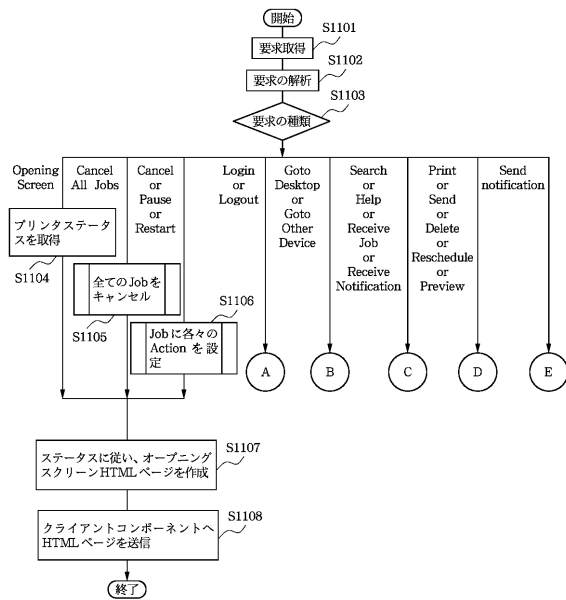 開始
S1101
要求取得
S1102
要求の解析
S1103
要求の種類
Opening
Screen
Cancel
All Jobs
Cancel
or
Pause
or
Restart
Login
or
Logout
Goto
Desktop
or
Goto
Other
Device
Search
or
Help
or
Receive
Job
or
Receive
Notification
Print
or
Send
or
Delete
or
Reschedule
or
Preview
Send
notification
プリンタステータ
スを取得
S1104
全てのJobを
キャンセル
S1105
S1106
Jobに各々の
Actionを設
定
A
B
C
D
E
S1107
ステータスに従い、オープニング
スクリーンHTMLページを作成
S1108
クライアントコンポーネントへ
HTMLページを送信
終了